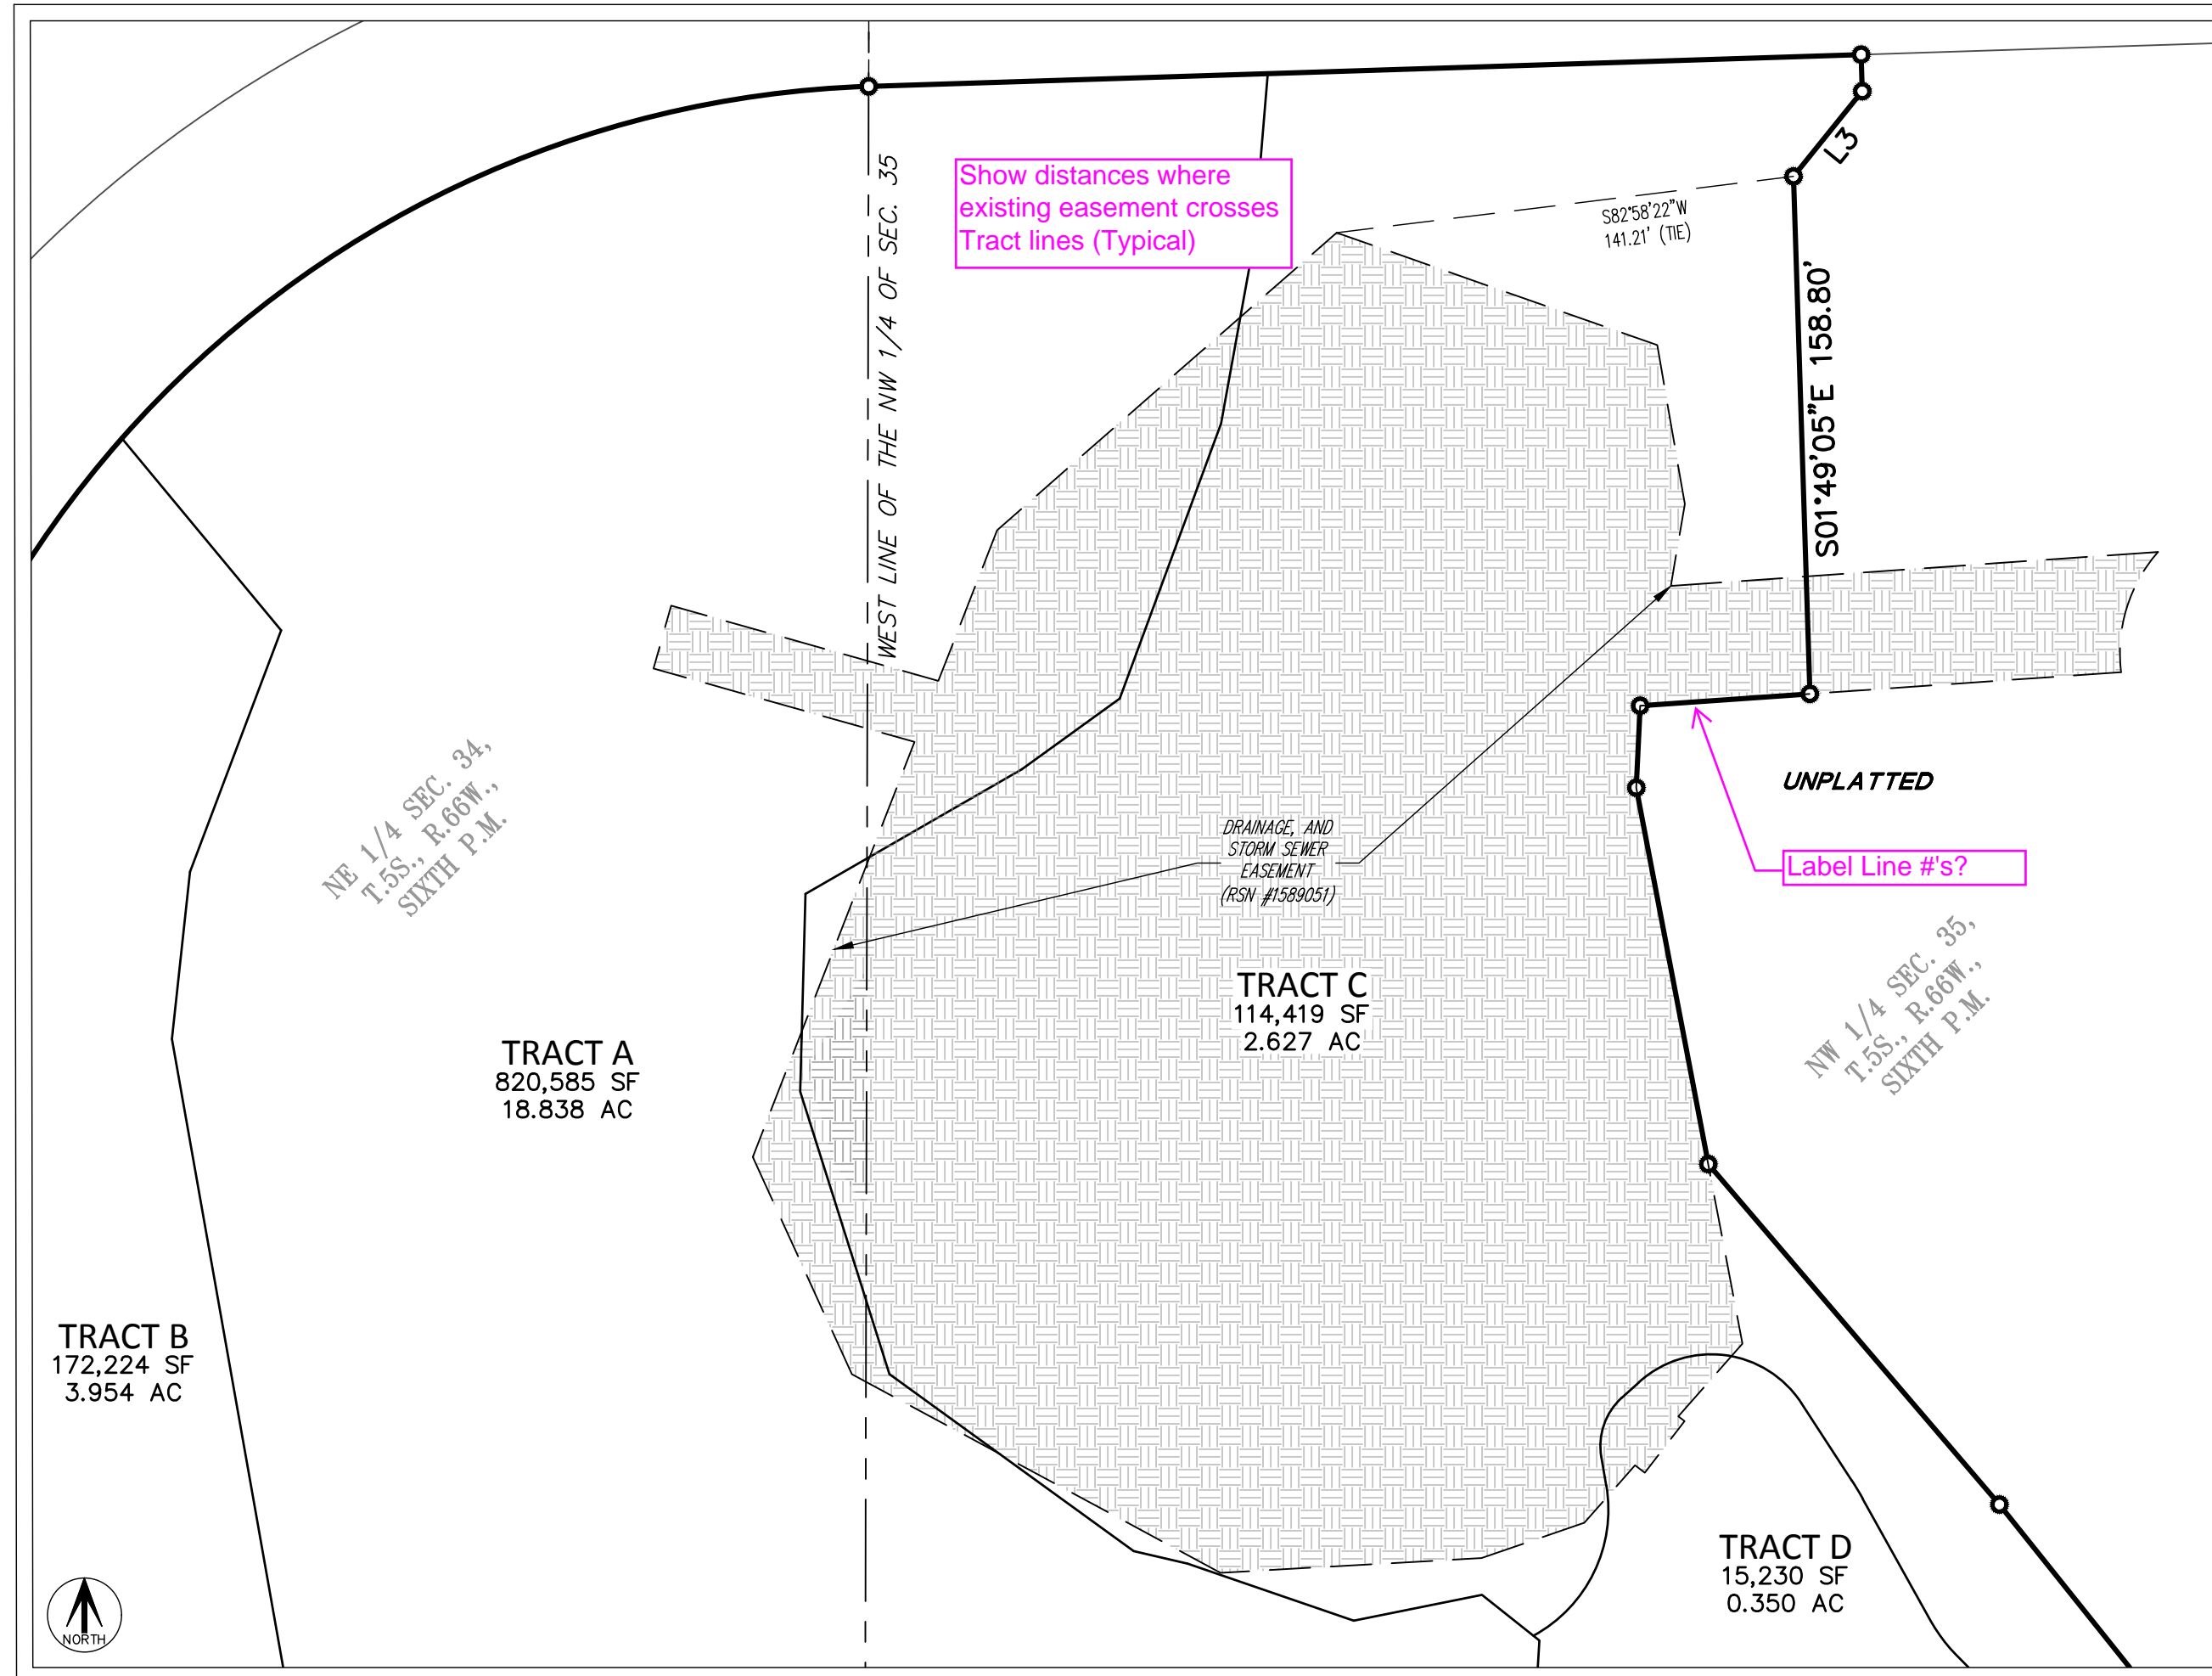 Show distances where
existing easement crosses
Tract lines (Typical)
WEST LINE OF THE NW 1/4 OF SEC. 35
L3
S82°58'22"W
141.21' (TIE)
S01°49'05"E 158.80'
NE 1/4 SEC. 34,
T.5S., R.66W.,
SIXTH P.M.
UNPLATTED
DRAINAGE, AND
STORM SEWER
EASEMENT
(RSN #1589051)
Label Line #'s?
NW 1/4 SEC. 35,
T.5S., R.66W.,
SIXTH P.M.
TRACT C
114,419 SF
2.627 AC
TRACT A
820,585 SF
18.838 AC
TRACT B
172,224 SF
3.954 AC
TRACT D
15,230 SF
0.350 AC
NORTH